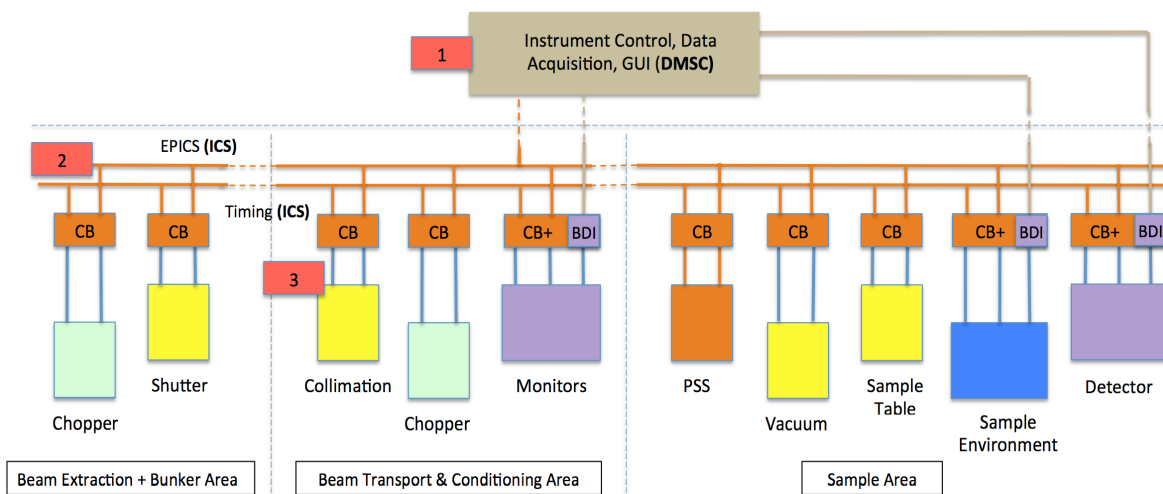 1
Instrument Control, Data
Acquisition, GUI (DMSC)
EPICS (ICS)
2
Timing (ICS)
CB
CB
CB
CB
CB+
BDI
CB
CB
CB
CB+
BDI
CB+
BDI
3
Shutter
Collimation
Monitors
PSS
Sample
Table
Detector
Chopper
Chopper
Vacuum
Sample
Environment
Beam Extraction + Bunker Area
Beam Transport & Conditioning Area
Sample Area